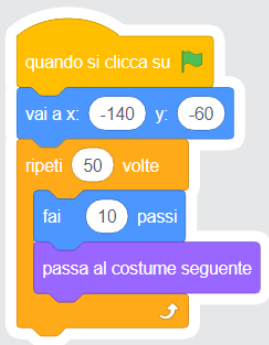 quando si clicca su
vai a x: -140 y: -60
ripeti 50 volte
fai 10 passi
passa al costume seguente